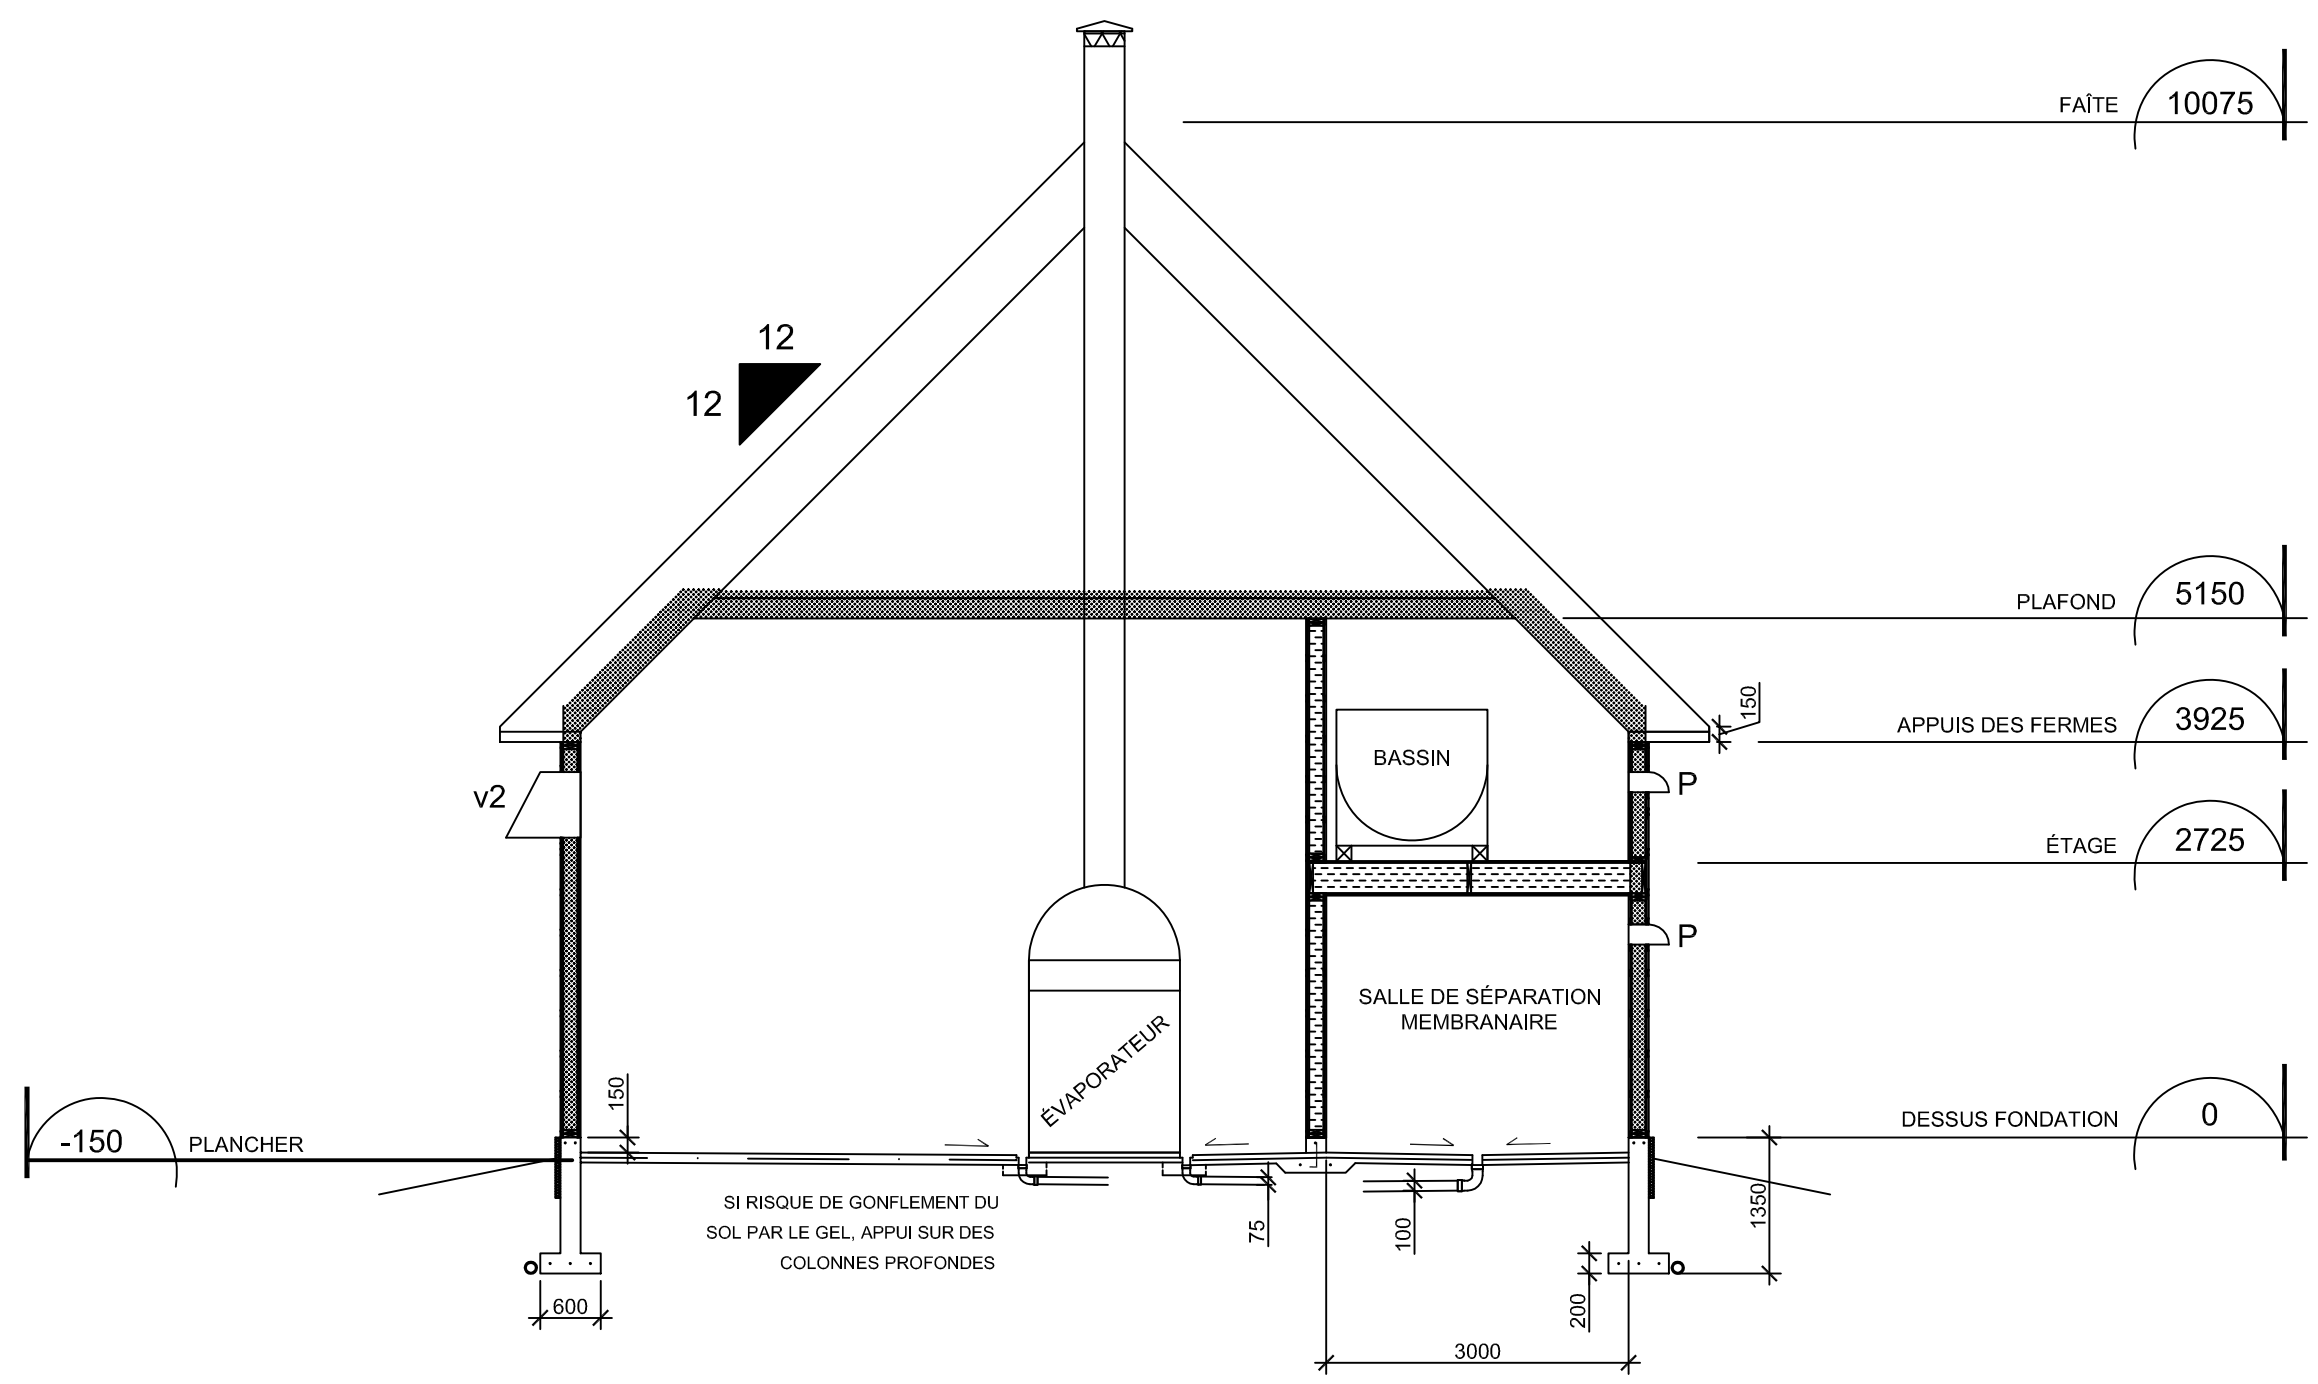 FAÎTE 10075
12
12
PLAFOND 5150
150
APPUIS DES FERMES 3925
BASSIN
P
v2
ÉTAGE 2725
P
SALLE DE SÉPARATION
MEMBRANAIRE
ÉVAPORATEUR
150
DESSUS FONDATION 0
-150 PLANCHER
SI RISQUE DE GONFLEMENT DU
SOL PAR LE GEL, APPUI SUR DES
COLONNES PROFONDES
75
100
1350
600
200
3000